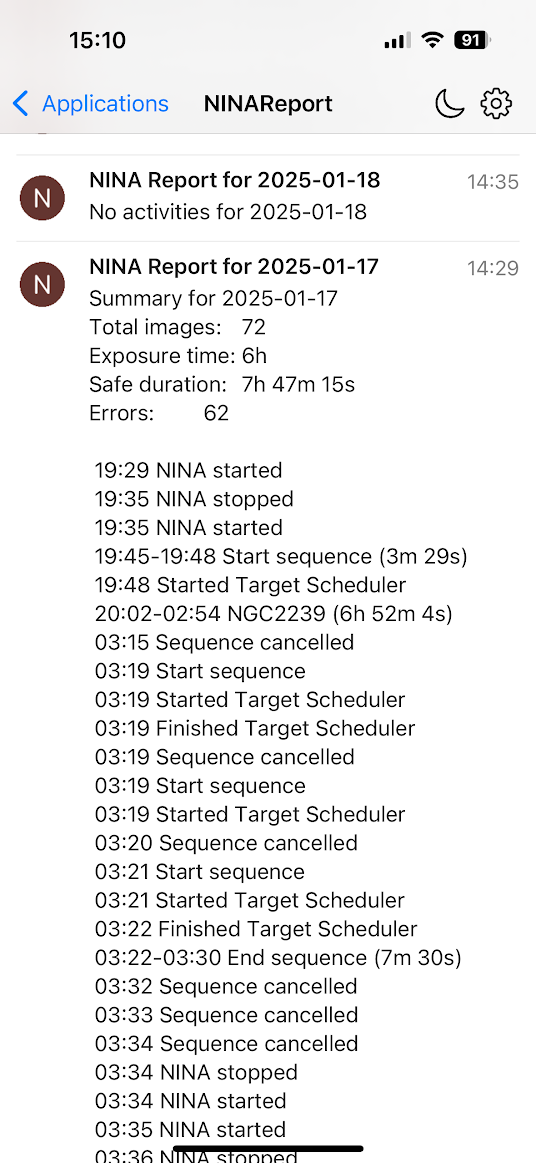 15:10
91
Applications
NINAReport
N
NINA Report for 2025-01-18
14:35
No activities for 2025-01-18
N
NINA Report for 2025-01-17
14:29
Summary for 2025-01-17
Total images: 72
Exposure time: 6h
Safe duration: 7h 47m 15s
Errors: 62
19:29 NINA started
19:35 NINA stopped
19:35 NINA started
19:45-19:48 Start sequence (3m 29s)
19:48 Started Target Scheduler
20:02-02:54 NGC2239 (6h 52m 4s)
03:15 Sequence cancelled
03:19 Start sequence
03:19 Started Target Scheduler
03:19 Finished Target Scheduler
03:19 Sequence cancelled
03:19 Start sequence
03:19 Started Target Scheduler
03:20 Sequence cancelled
03:21 Start sequence
03:21 Started Target Scheduler
03:22 Finished Target Scheduler
03:22-03:30 End sequence (7m 30s)
03:32 Sequence cancelled
03:33 Sequence cancelled
03:34 Sequence cancelled
03:34 NINA stopped
03:34 NINA started
03:35 NINA started
03:36 NINA stopped